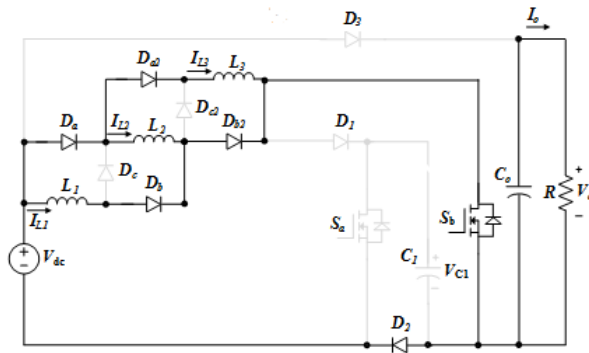 D3
Io
Da2
IL3
L3
Da
IL2
L2
Dc2
Db2
D1
Dc
L1
Db
IL1
Sa
Sb
Co
R
+
V
−
+
−
Vdc
C1
+
VC1
−
D2